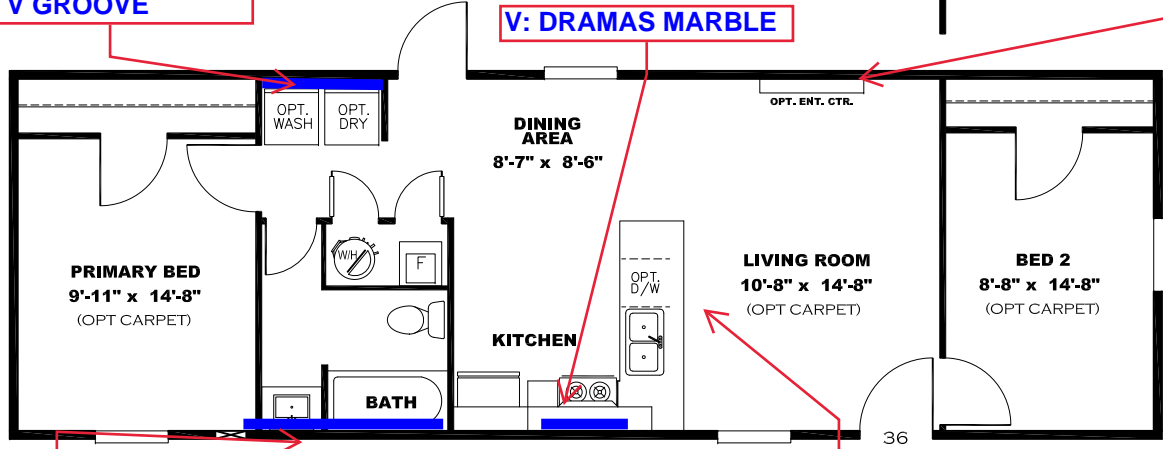 V GROOVE
V: DRAMAS MARBLE
OPT.
WASH
OPT.
DRY
DINING
AREA
8'-7" x 8'-6"
OPT. ENT. CTR.
W/H
F
PRIMARY BED
9'-11" x 14'-8"
(OPT CARPET)
OPT.
D/W
LIVING ROOM
10'-8" x 14'-8"
(OPT CARPET)
BED 2
8'-8" x 14'-8"
(OPT CARPET)
KITCHEN
BATH
36